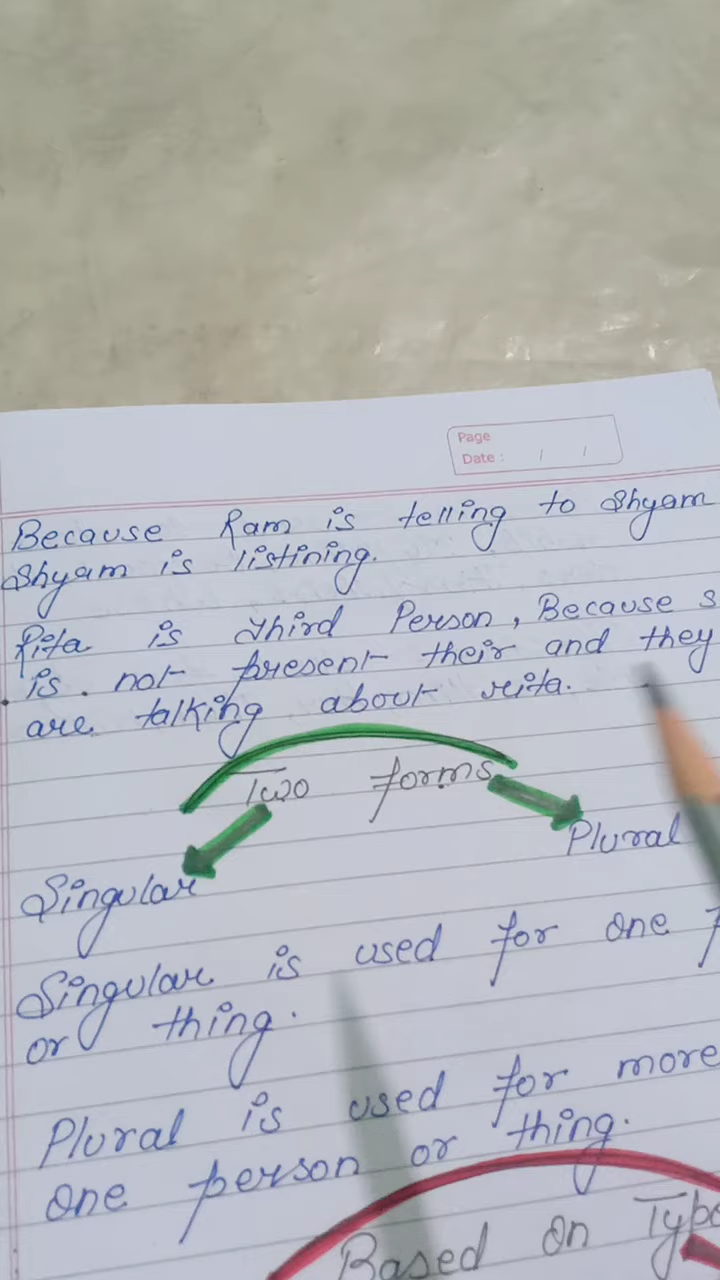 Page
Date : / /
Because Ram is telling to Shyam
Shyam is listining.
Rita is third Person, Because s
is. not present their and they
are talking about reita.
Two forms
Plural
Singular
Singular is used for one
or thing.
Plural is used for more
one person or thing.
Based on Type